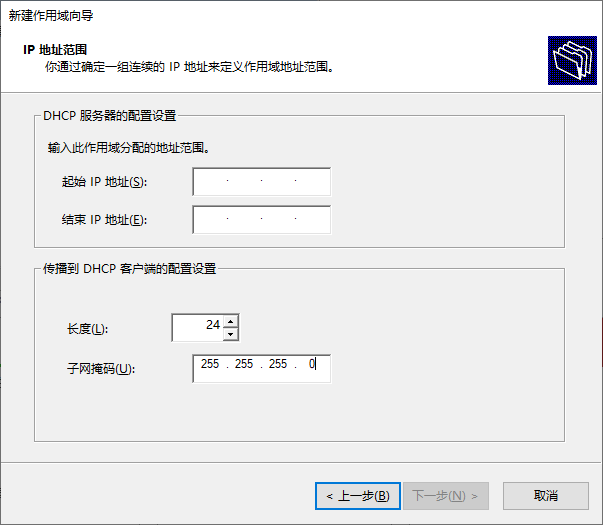 新建作用域向导
IP 地址范围
你通过确定一组连续的 IP 地址来定义作用域地址范围。
DHCP 服务器的配置设置
输入此作用域分配的地址范围。
起始 IP 地址(S): . . .
结束 IP 地址(E): . . .
传播到 DHCP 客户端的配置设置
长度(L): 24
子网掩码(U): 255 . 255 . 255 . 0
< 上一步(B) 下一步(N) > 取消